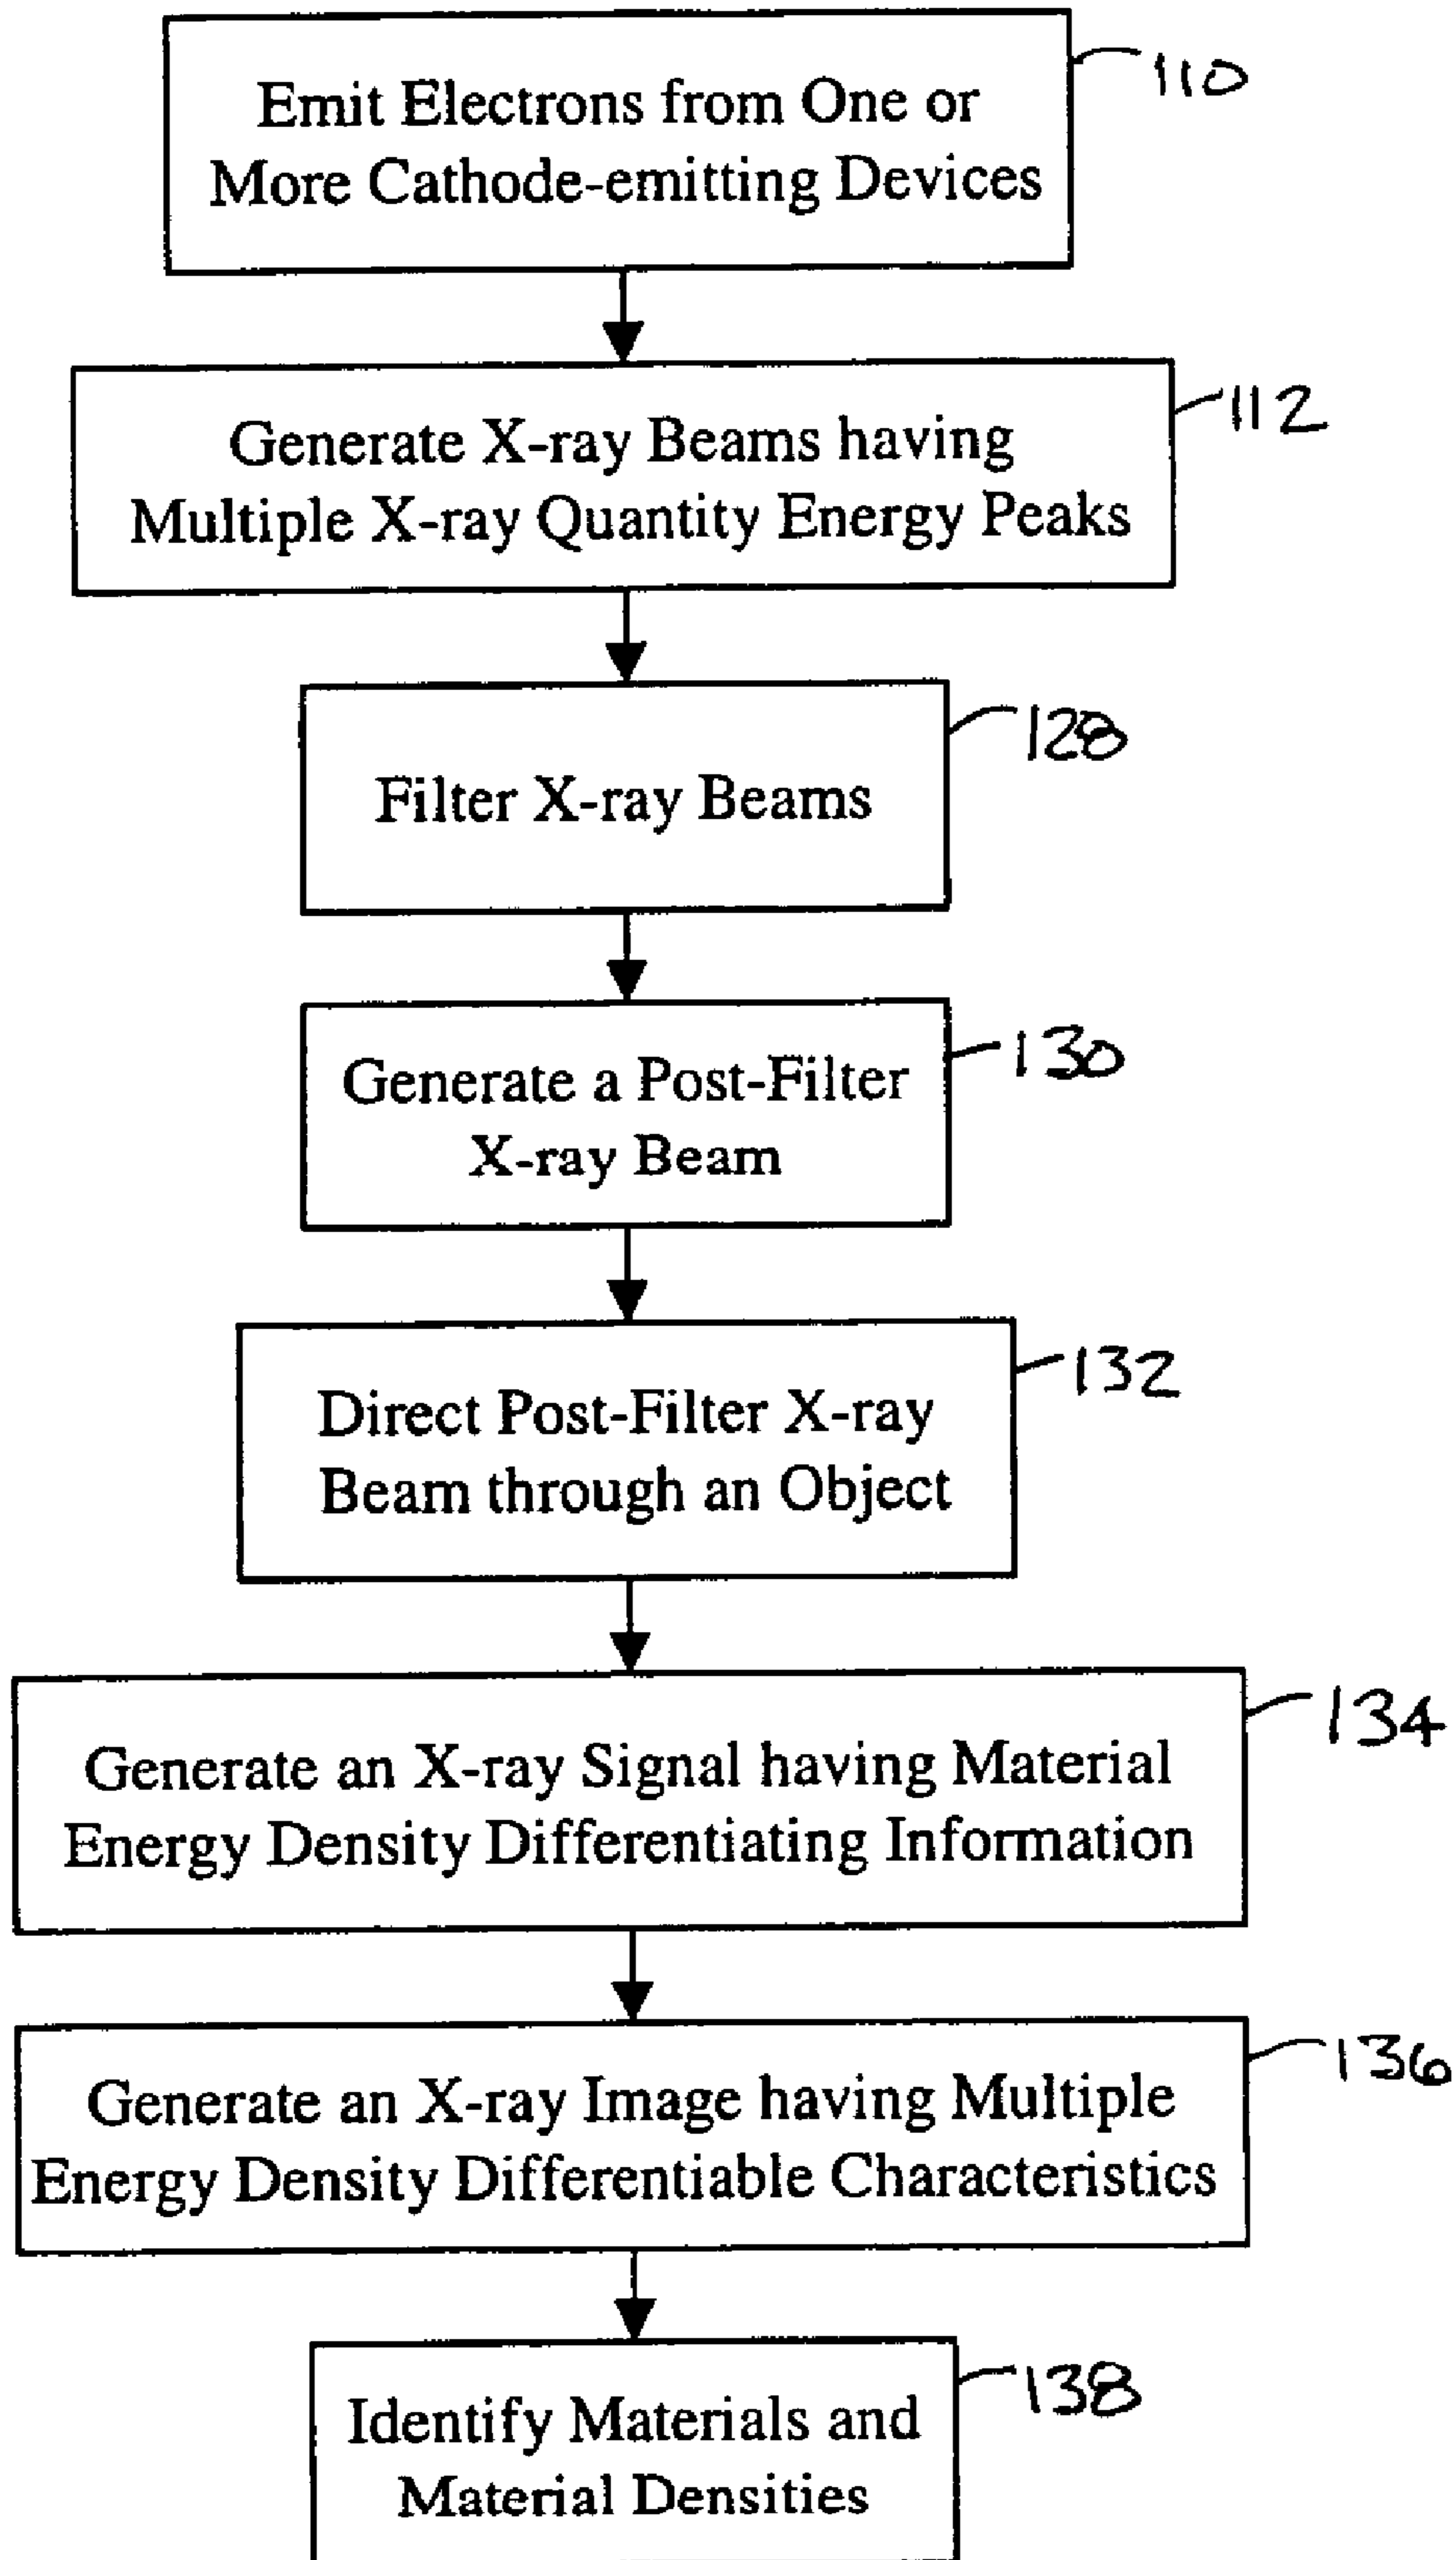 Emit Electrons from One or
More Cathode-emitting Devices
110
Generate X-ray Beams having
Multiple X-ray Quantity Energy Peaks
112
Filter X-ray Beams
128
Generate a Post-Filter
X-ray Beam
130
Direct Post-Filter X-ray
Beam through an Object
132
Generate an X-ray Signal having Material
Energy Density Differentiating Information
134
Generate an X-ray Image having Multiple
Energy Density Differentiable Characteristics
136
Identify Materials and
Material Densities
138